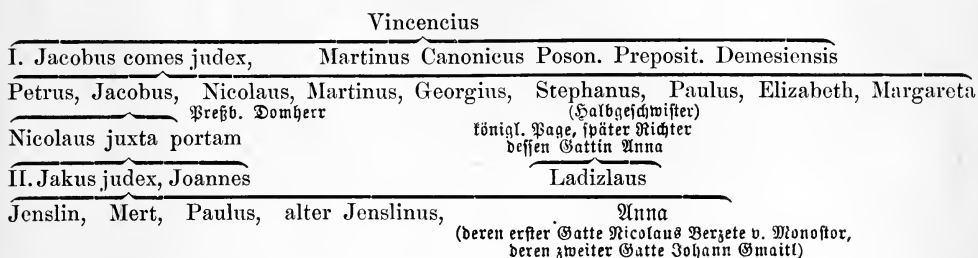 Vincencius
I. Jacobus comes judex, Martinus Canonicus Poson. Preposit. Demesiensis
Petrus, Jacobus, Nicolaus, Martinus, Georgius, Stephanus, Paulus, Elizabeth, Margareta
Preßb. Domherr (Halbgeschwister)
Nicolaus juxta portam königl. Page, später Richter
dessen Gattin Anna
II. Jakus judex, Joannes Ladizlaus
Jenslin, Mert, Paulus, alter Jenslinus, Anna
(deren erster Gatte Nicolaus Berzete v. Monostor,
deren zweiter Gatte Johann Gmaitl)